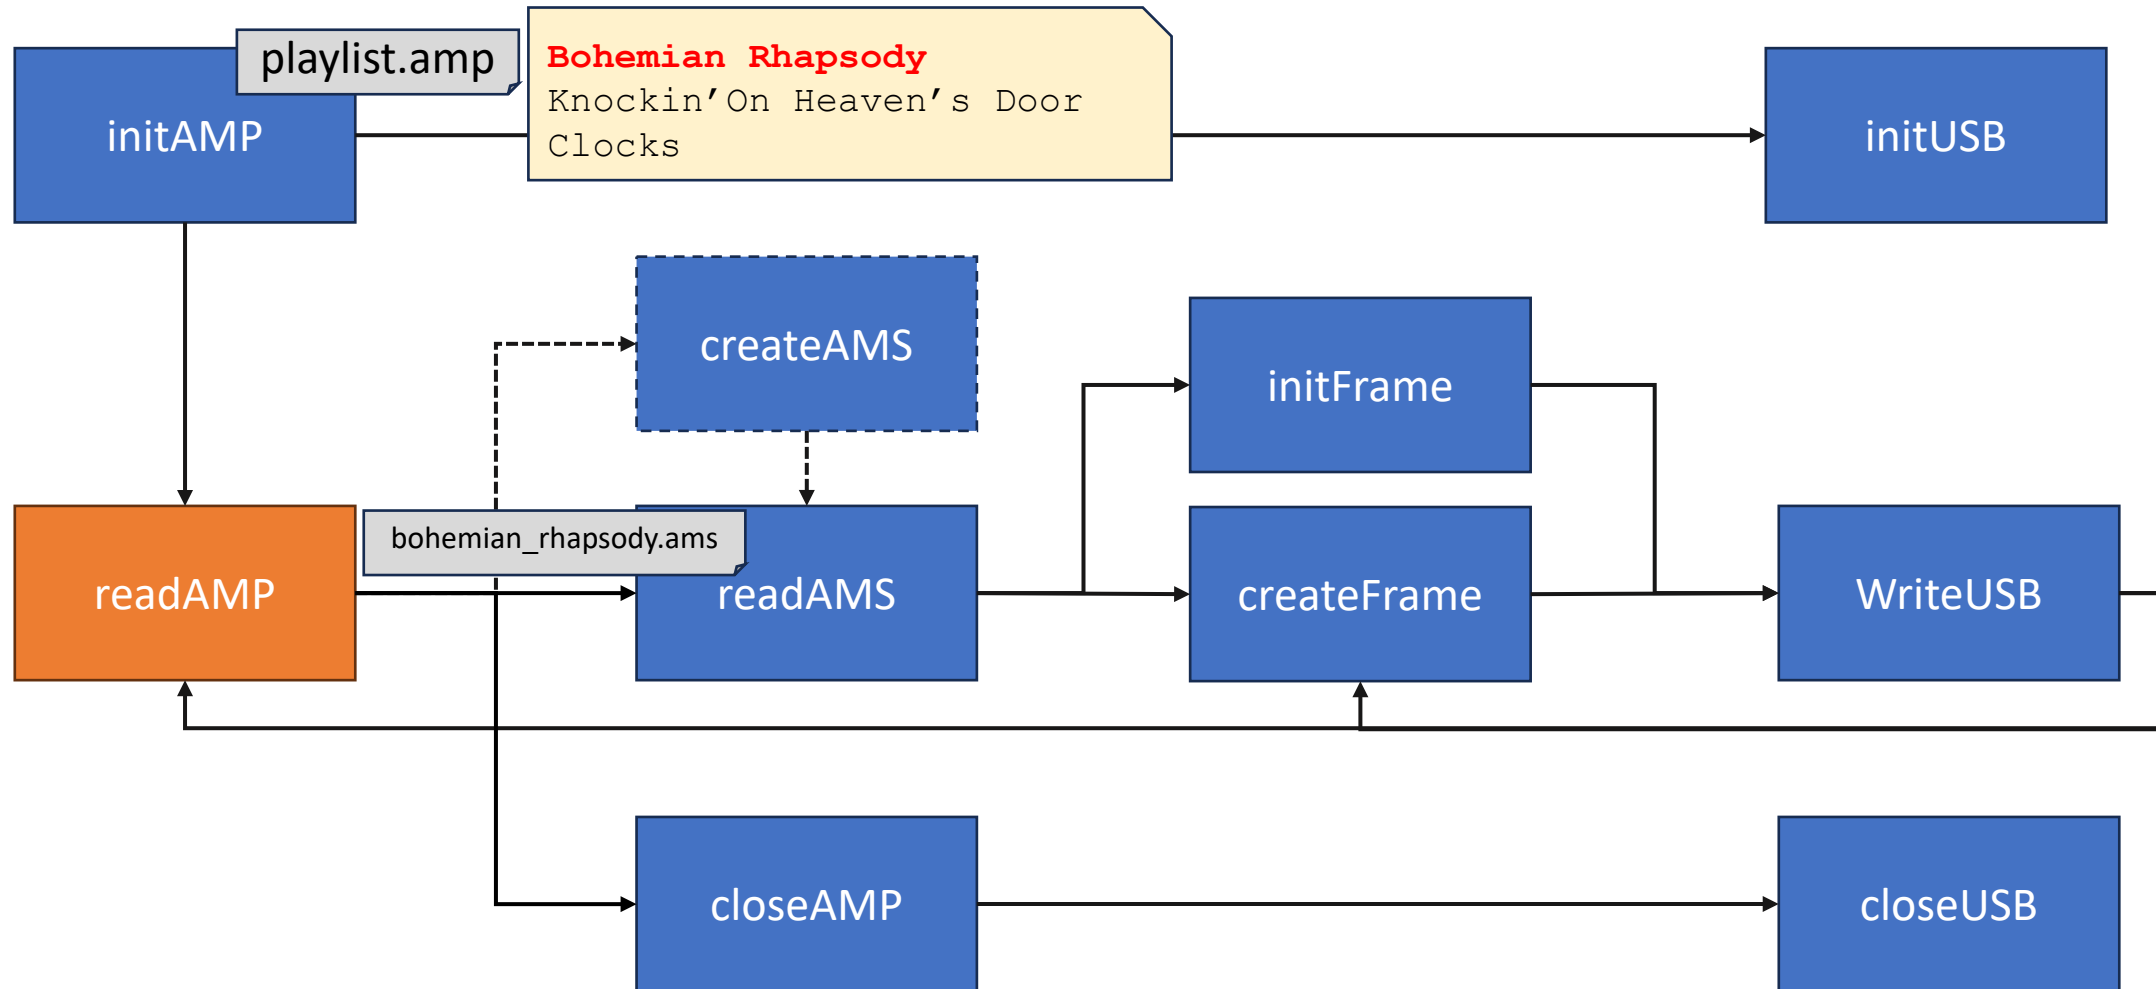 playlist.amp
Bohemian Rhapsody
Knockin’On Heaven’s Door
Clocks
initAMP
initUSB
createAMS
initFrame
bohemian_rhapsody.ams
readAMP
readAMS
createFrame
WriteUSB
closeAMP
closeUSB